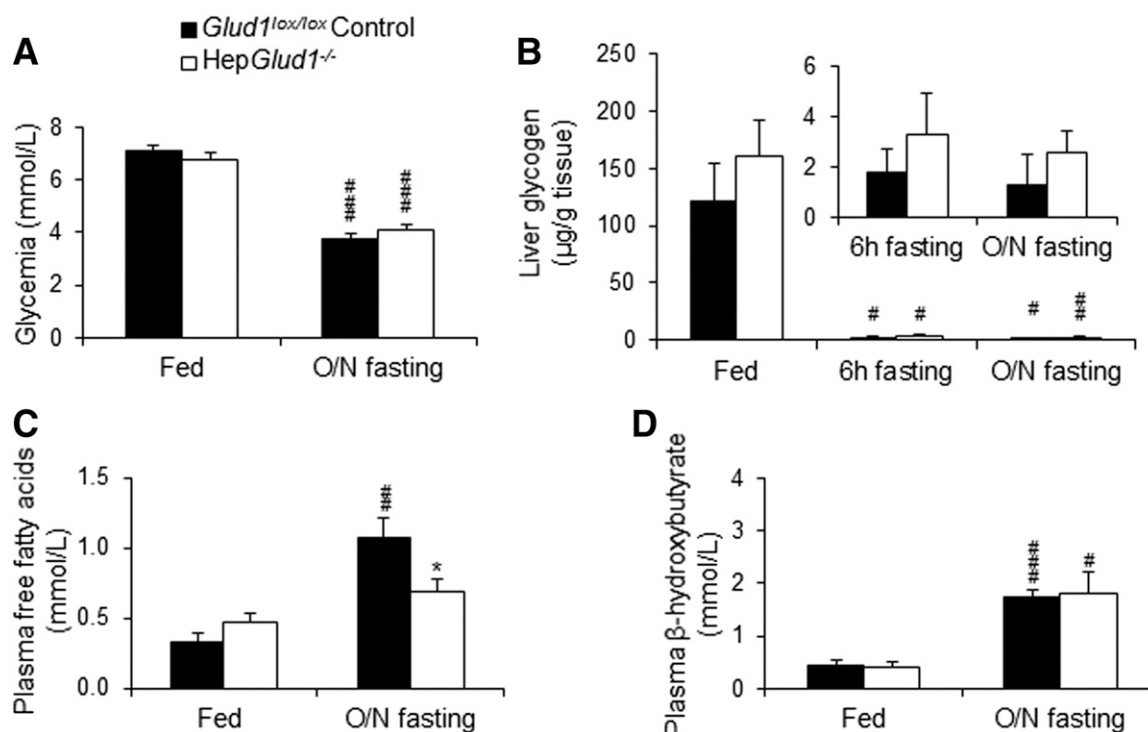 Glud1lox/lox Control
HepGlud1-/-
A
Glycemia (mmol/L)
8
6
4
2
0
###
###
Fed
O/N fasting
B
Liver glycogen
(µg/g tissue)
250
200
150
100
50
0
6
4
2
0
6h fasting
O/N fasting
#
#
#
##
Fed
6h fasting
O/N fasting
C
Plasma free fatty acids
(mmol/L)
1.5
1.0
0.5
0.0
##
*
Fed
O/N fasting
D
Plasma β-hydroxybutyrate
(mmol/L)
4
3
2
1
0
####
#
Fed
O/N fasting